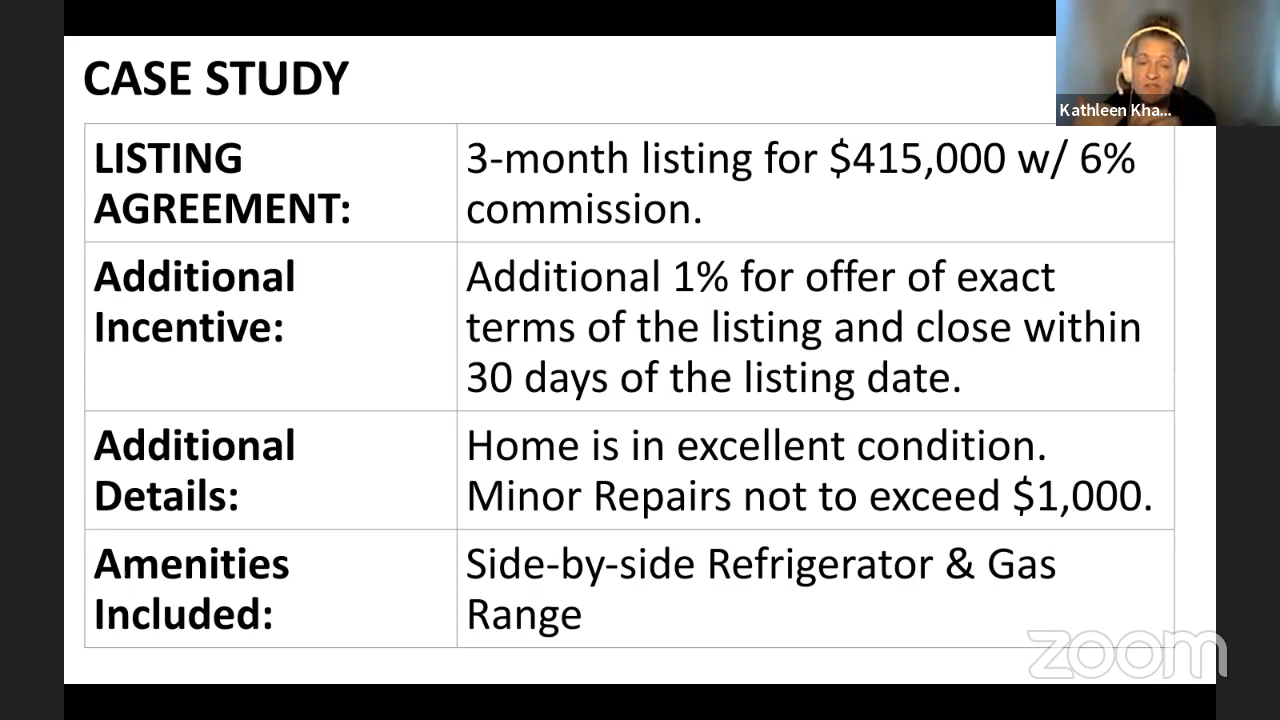 CASE STUDY
Kathleen Kha...
LISTING
AGREEMENT:
3-month listing for $415,000 w/ 6%
commission.
Additional
Incentive:
Additional 1% for offer of exact
terms of the listing and close within
30 days of the listing date.
Additional
Details:
Home is in excellent condition.
Minor Repairs not to exceed $1,000.
Amenities
Included:
Side-by-side Refrigerator & Gas
Range
zoom